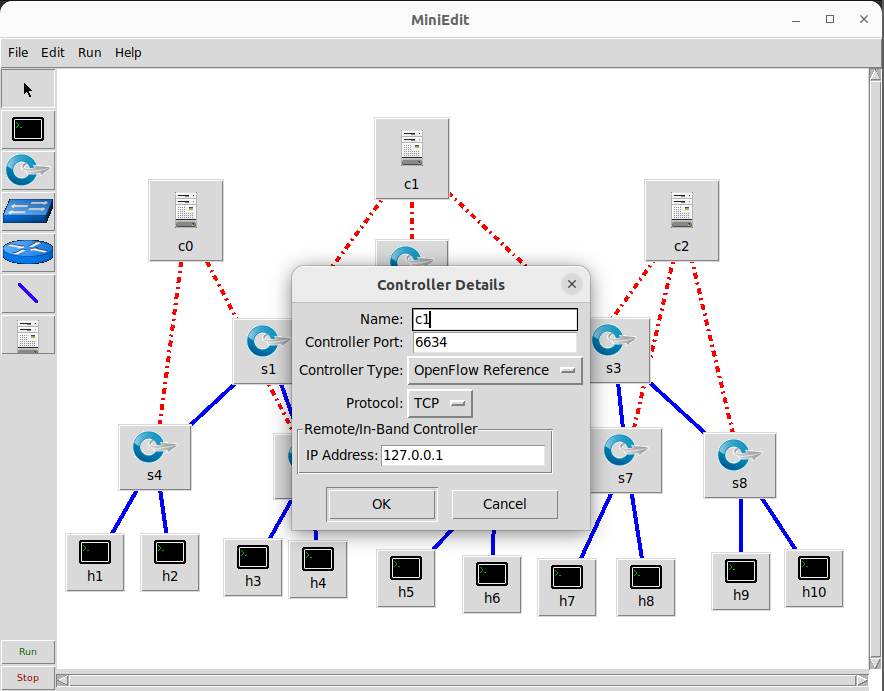 MiniEdit
File Edit Run Help
c1
c0
c2
Controller Details
Name: c1
Controller Port: 6634
Controller Type: OpenFlow Reference
Protocol: TCP
Remote/In-Band Controller
IP Address: 127.0.0.1
OK Cancel
s1
s3
s4
s7
s8
h1
h2
h3
h4
h5
h6
h7
h8
h9
h10
Run
Stop